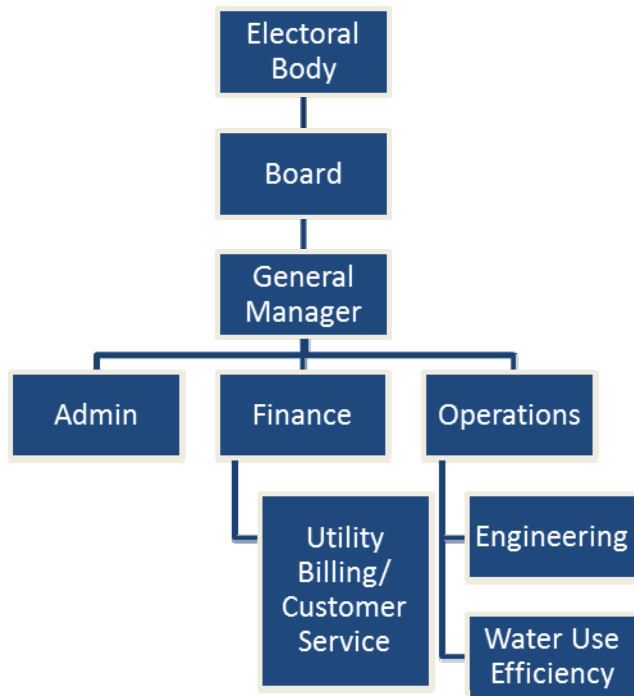 Electoral
Body
Board
General
Manager
Admin
Finance
Operations
Utility
Billing/
Customer
Service
Engineering
Water Use
Efficiency